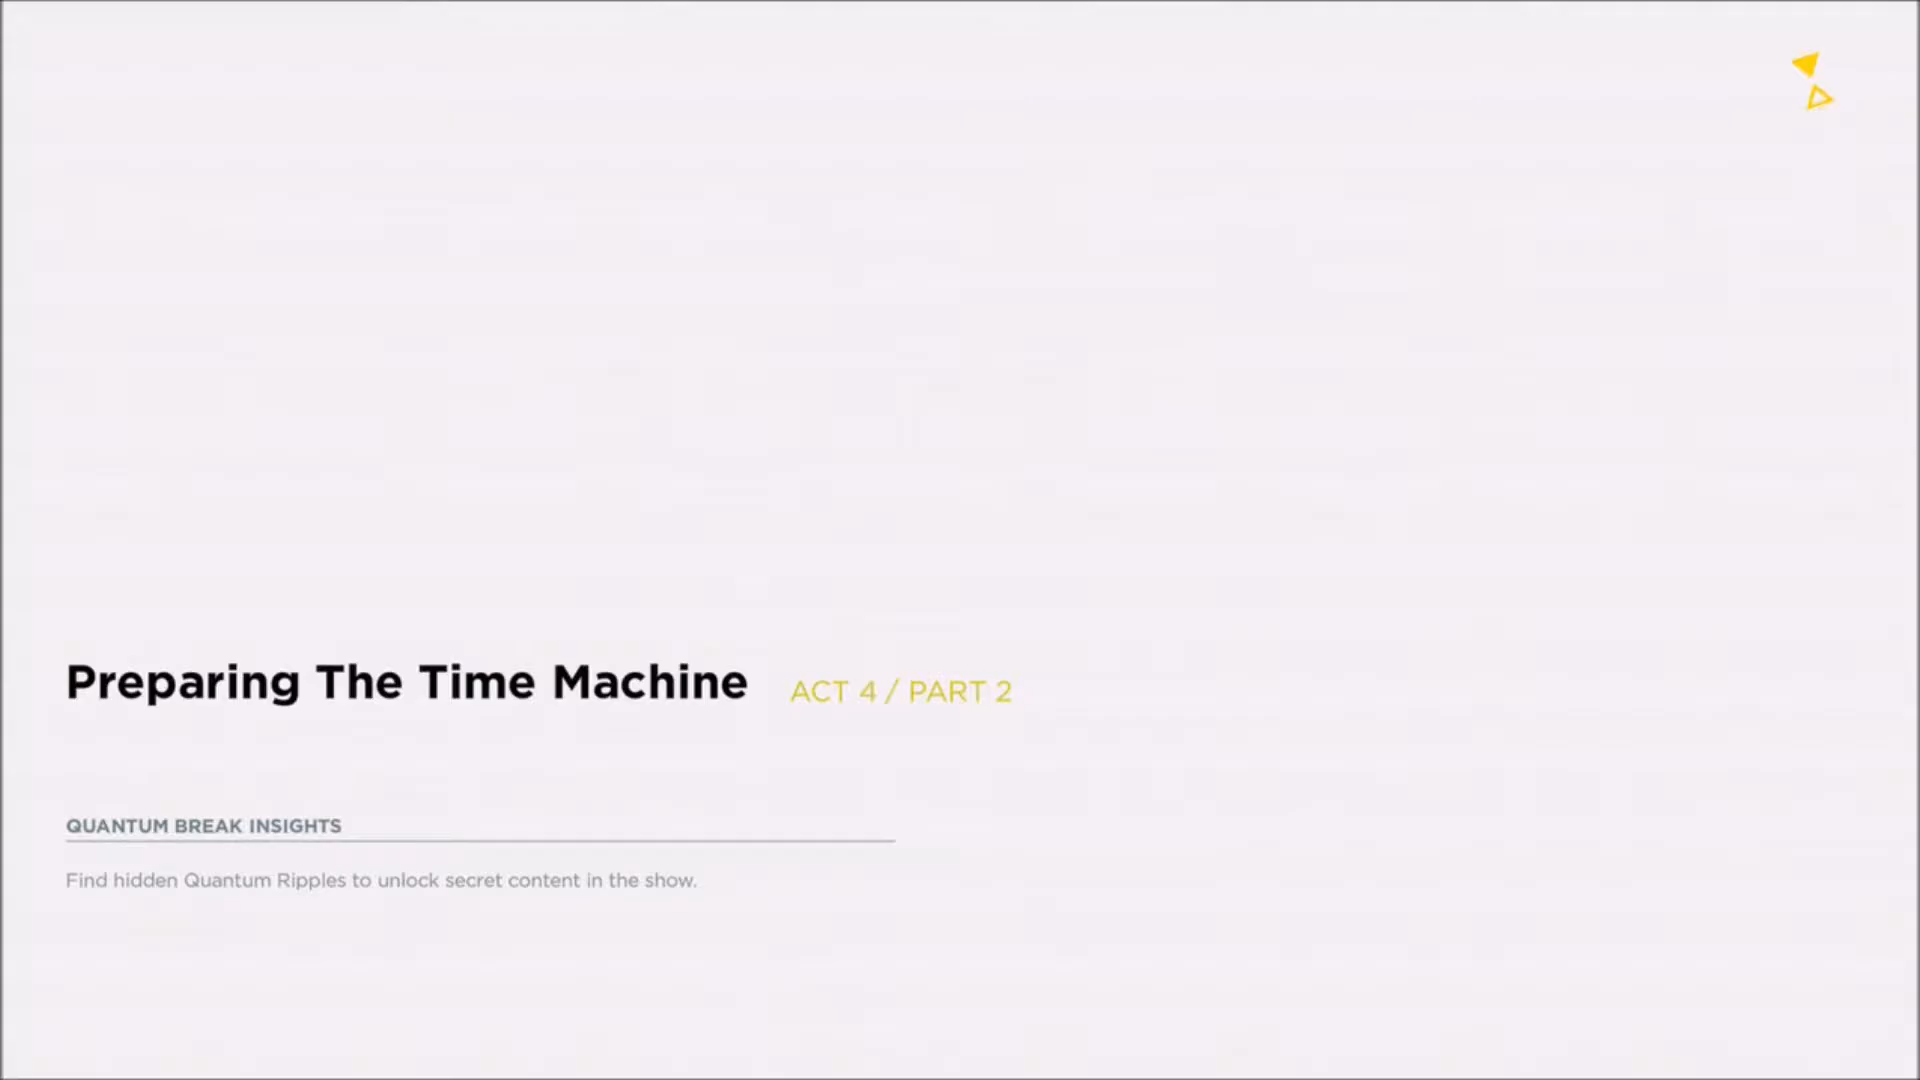 Preparing The Time Machine ACT 4 / PART 2
QUANTUM BREAK INSIGHTS
Find hidden Quantum Ripples to unlock secret content in the show.